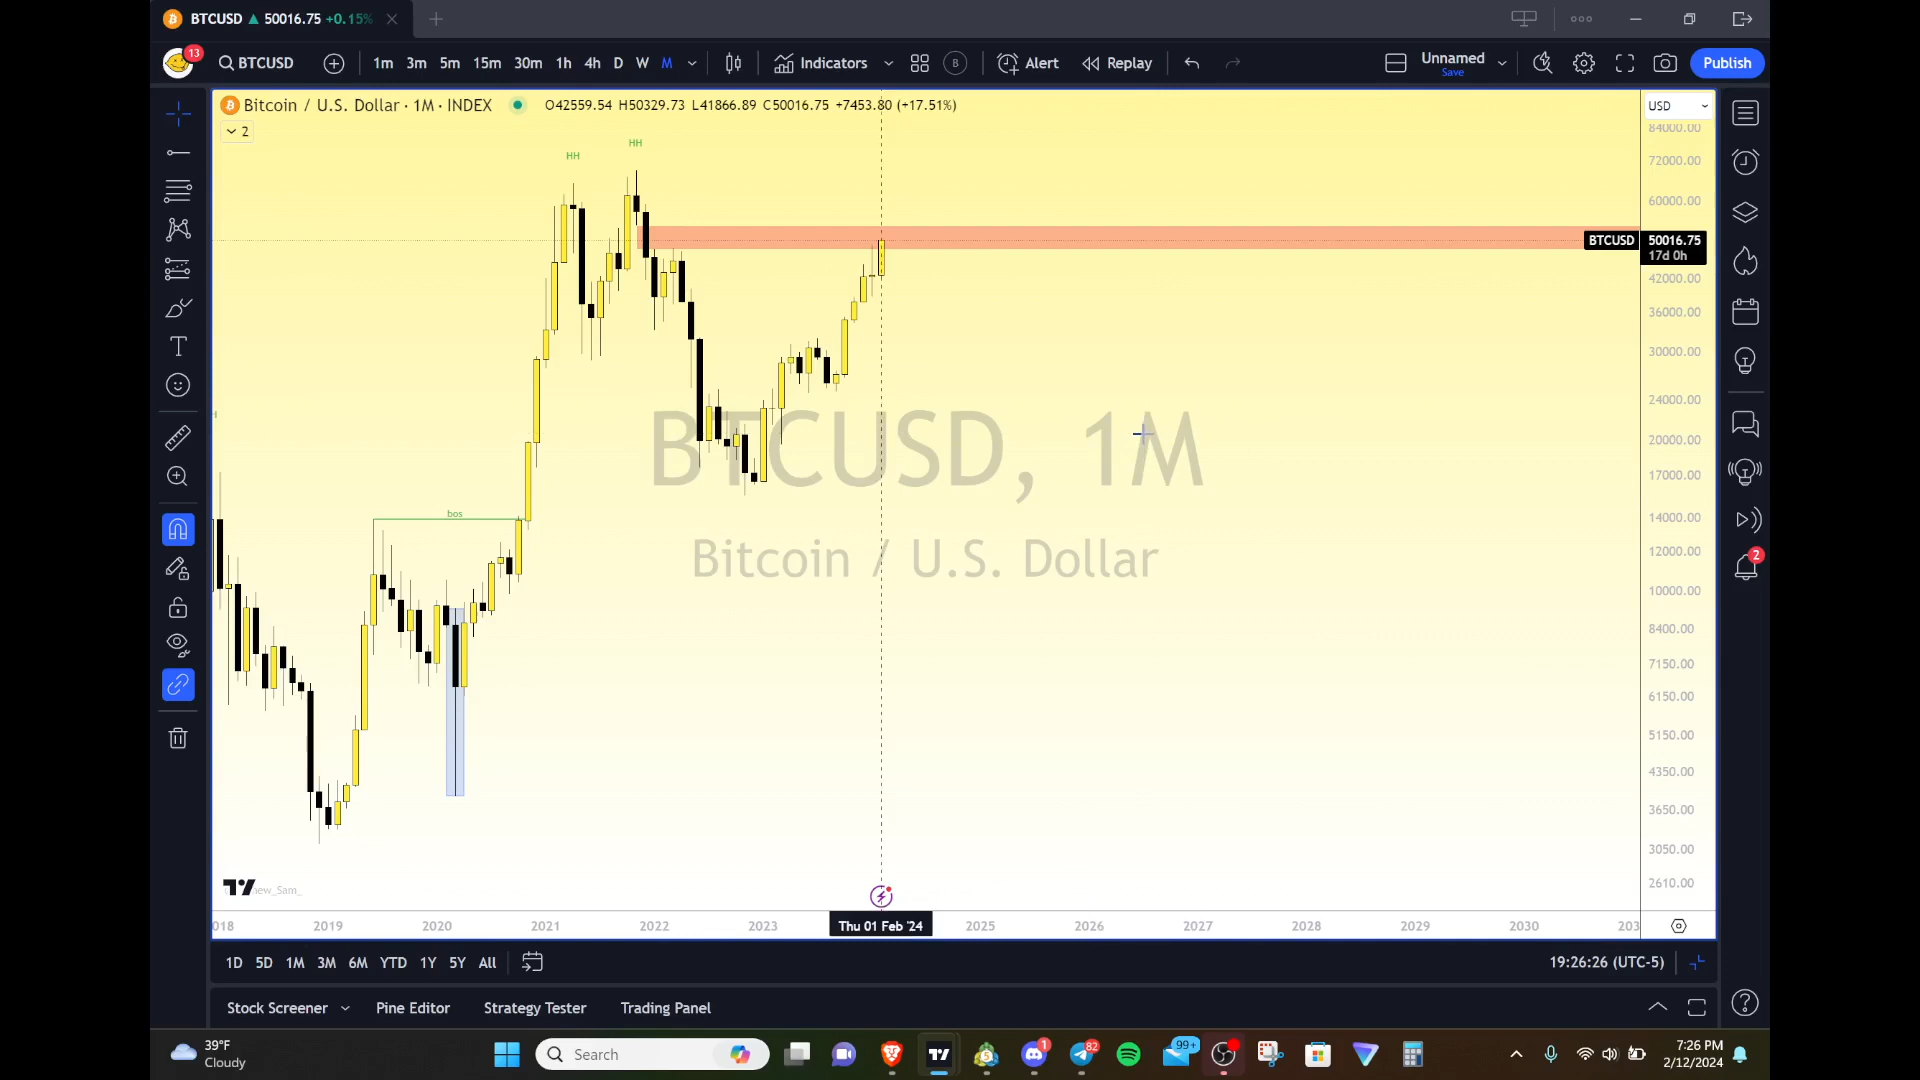 BTCUSD ▲ 50016.75 +0.15%
13
BTCUSD
1m 3m 5m 15m 30m 1h 4h D W M
Indicators
B
Alert
Replay
Unnamed
Save
Publish
Bitcoin / U.S. Dollar · 1M · INDEX
O42559.54 H50329.73 L41866.89 C50016.75 +7453.80 (+17.51%)
2
USD
84000.00
HH
HH
72000.00
60000.00
BTCUSD
50016.75
17d 0h
42000.00
36000.00
30000.00
24000.00
20000.00
17000.00
14000.00
12000.00
10000.00
8400.00
7150.00
6150.00
5150.00
4350.00
3650.00
3050.00
2610.00
BTCUSD, 1M
Bitcoin / U.S. Dollar
bos
2
018 2019 2020 2021 2022 2023 Thu 01 Feb '24 2025 2026 2027 2028 2029 2030 203
1D 5D 1M 3M 6M YTD 1Y 5Y All
19:26:26 (UTC-5)
Stock Screener
Pine Editor
Strategy Tester
Trading Panel
39°F
Cloudy
Search
1
82
99+
7:26 PM
2/12/2024